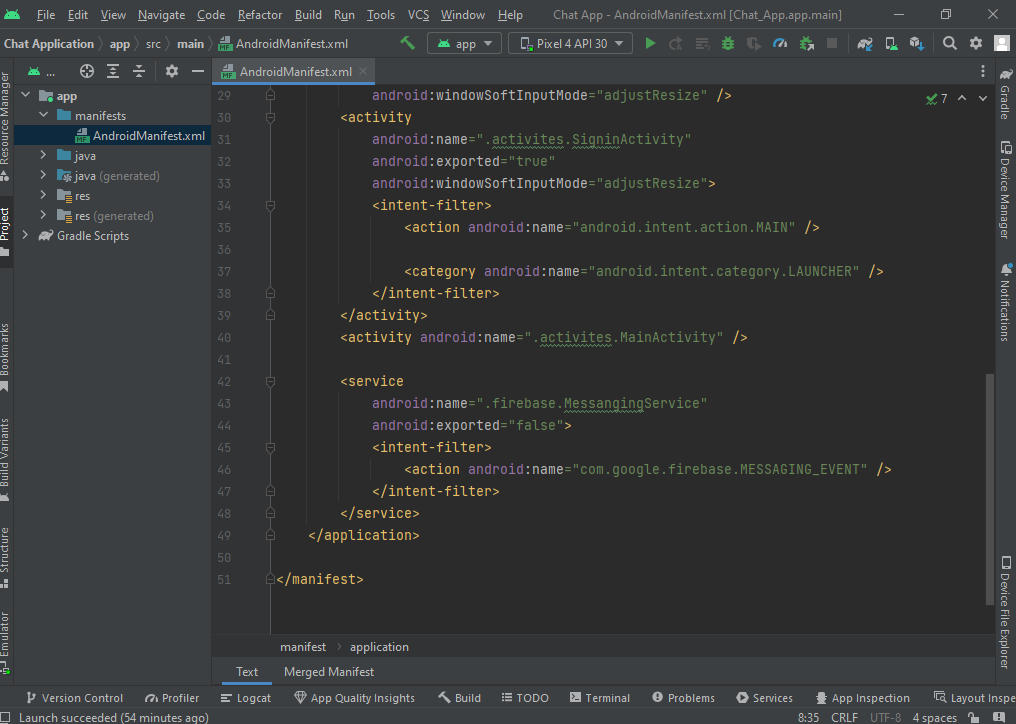 File Edit View Navigate Code Refactor Build Run Tools VCS Window Help Chat App - AndroidManifest.xml [Chat_App.app.main]
Chat Application app src main AndroidManifest.xml app Pixel 4 API 30
... AndroidManifest.xml
Resource Manager
Project
Bookmarks
Build Variants
Structure
Emulator
app
manifests
AndroidManifest.xml
java
java (generated)
res
res (generated)
Gradle Scripts
7
29 android:windowSoftInputMode="adjustResize" />
30 <activity
31 android:name=".activites.SigninActivity"
32 android:exported="true"
33 android:windowSoftInputMode="adjustResize">
34 <intent-filter>
35 <action android:name="android.intent.action.MAIN" />
36
37 <category android:name="android.intent.category.LAUNCHER" />
38 </intent-filter>
39 </activity>
40 <activity android:name=".activites.MainActivity" />
41
42 <service
43 android:name=".firebase.MessangingService"
44 android:exported="false">
45 <intent-filter>
46 <action android:name="com.google.firebase.MESSAGING_EVENT" />
47 </intent-filter>
48 </service>
49 </application>
50
51 </manifest>
Gradle
Device Manager
Notifications
Device File Explorer
manifest application
Text Merged Manifest
Version Control Profiler Logcat App Quality Insights Build TODO Terminal Problems Services App Inspection Layout Inspe
Launch succeeded (54 minutes ago) 8:35 CRLF UTF-8 4 spaces